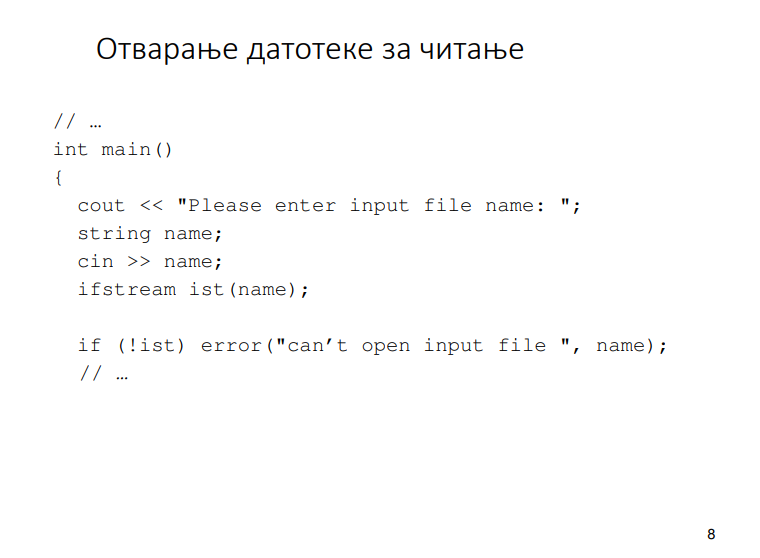 Отварање датотеке за читање
// …
int main()
{
cout << "Please enter input file name: ";
string name;
cin >> name;
ifstream ist(name);
if (!ist) error("can’t open input file ", name);
// …
8